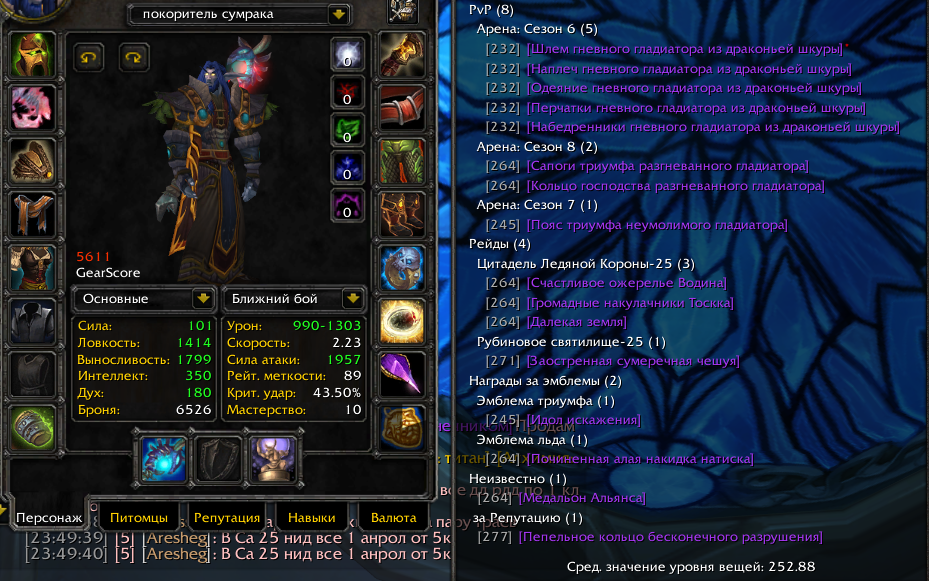 покоритель сумрака
0
0
0
0
0
5611
GearScore
Основные
Ближний бой
Сила: 101
Ловкость: 1414
Выносливость: 1799
Интеллект: 350
Дух: 180
Броня: 6526
Урон: 990-1303
Скорость: 2.23
Сила атаки: 1957
Рейт. меткости: 89
Крит. удар: 43.50%
Мастерство: 10
Персонаж
Питомцы
Репутация
Навыки
Валюта
[23:49:39] [5] [Aresheg]: В Са 25 нид все 1 анрол от 5к
[23:49:40] [5] [Aresheg]: В Са 25 нид все 1 анрол от 5к
PvP (8)
Арена: Сезон 6 (5)
[232] [Шлем гневного гладиатора из драконьей шкуры]*
[232] [Наплеч гневного гладиатора из драконьей шкуры]
[232] [Одеяние гневного гладиатора из драконьей шкуры]
[232] [Перчатки гневного гладиатора из драконьей шкуры]
[232] [Набедренники гневного гладиатора из драконьей шкуры]
Арена: Сезон 8 (2)
[264] [Сапоги триумфа разгневанного гладиатора]
[264] [Кольцо господства разгневанного гладиатора]
Арена: Сезон 7 (1)
[245] [Пояс триумфа неумолимого гладиатора]
Рейды (4)
Цитадель Ледяной Короны-25 (3)
[264] [Счастливое ожерелье Водина]
[264] [Громадные накулачники Тоскка]
[264] [Далекая земля]
Рубиновое святилище-25 (1)
[271] [Заостренная сумеречная чешуя]
Награды за эмблемы (2)
Эмблема триумфа (1)
[245] [Идол искажения]
Продам
Эмблема льда (1)
титан
[264] [Починенная алая накидка натиска]
Неизвестно (1)
[264] [Медальон Альянса]
за Репутацию (1)
[277] [Пепельное кольцо бесконечного разрушения]
Сред. значение уровня вещей: 252.88